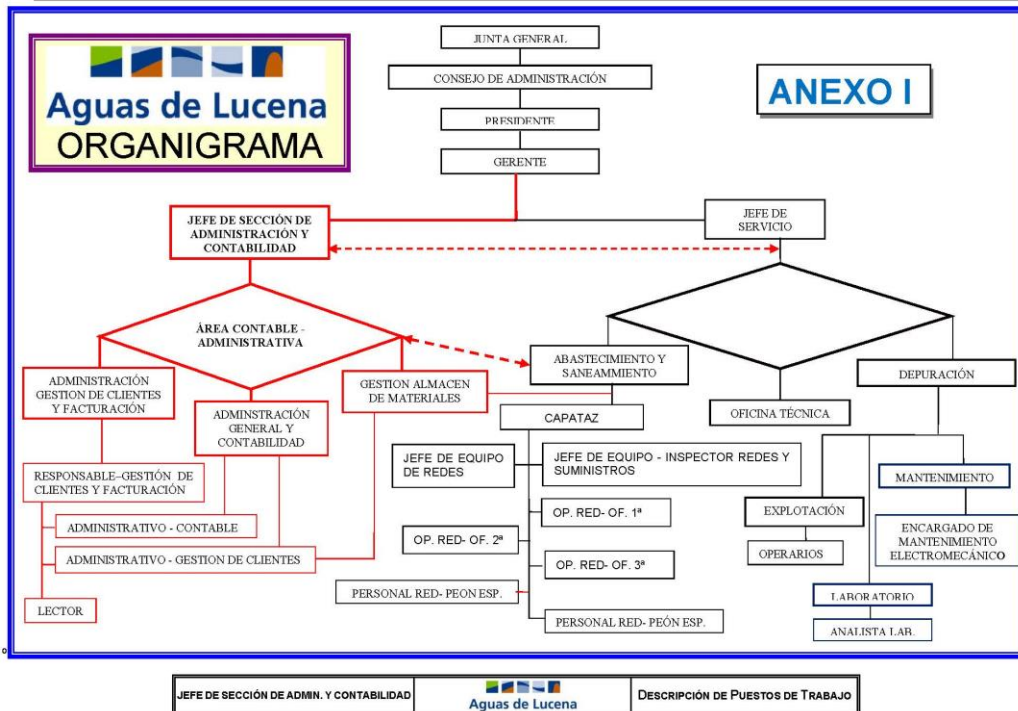 Aguas de Lucena
ORGANIGRAMA
ANEXO I
JUNTA GENERAL
CONSEJO DE ADMINISTRACIÓN
PRESIDENTE
GERENTE
JEFE DE SECCIÓN DE
ADMINISTRACIÓN Y
CONTABILIDAD
JEFE DE
SERVICIO
ÁREA CONTABLE -
ADMINISTRATIVA
ADMINISTRACIÓN
GESTION DE CLIENTES
Y FACTURACIÓN
ADMINSTRACIÓN
GENERAL Y
CONTABILIDAD
GESTION ALMACEN
DE MATERIALES
ABASTECIMIENTO Y
SANEAMMIENTO
DEPURACIÓN
OFICINA TÉCNICA
CAPATAZ
JEFE DE EQUIPO
DE REDES
JEFE DE EQUIPO - INSPECTOR REDES Y
SUMINISTROS
RESPONSABLE–GESTIÓN DE
CLIENTES Y FACTURACIÓN
ADMINISTRATIVO - CONTABLE
ADMINISTRATIVO - GESTION DE CLIENTES
LECTOR
OP. RED- OF. 1ª
OP. RED- OF. 2ª
OP. RED- OF. 3ª
PERSONAL RED- PEON ESP.
PERSONAL RED- PEÓN ESP.
EXPLOTACIÓN
OPERARIOS
MANTENIMIENTO
ENCARGADO DE
MANTENIMIENTO
ELECTROMECÁNICO
LABORATORIO
ANALISTA LAB.
JEFE DE SECCIÓN DE ADMIN. Y CONTABILIDAD
Aguas de Lucena
DESCRIPCIÓN DE PUESTOS DE TRABAJO